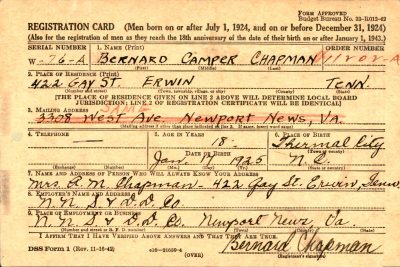 FORM APPROVED
Budget Bureau No. 33-R012-42
REGISTRATION CARD (Men born on or after July 1, 1924, and on or before December 31, 1924)
(Also for the registration of men as they reach the 18th anniversary of the date of their birth on or after January 1, 1943.)
SERIAL NUMBER 1. NAME (Print) ORDER NUMBER
W-76-A BERNARD CAMPER CHAPMAN
2. PLACE OF RESIDENCE (Print)
422 GAY ST ERWIN TENN.
(Number and street) (Town) (County) (State)
[THE PLACE OF RESIDENCE GIVEN ON LINE 2 ABOVE WILL DETERMINE LOCAL BOARD
JURISDICTION; LINE 2 OF REGISTRATION CERTIFICATE WILL BE IDENTICAL]
3. MAILING ADDRESS SAME
3308 West Ave. Newport News, Va.
[Mailing address if other than place indicated on line 2. If same, insert word same]
4. TELEPHONE 5. AGE IN YEARS 6. PLACE OF BIRTH
18 Thermal City
DATE OF BIRTH (Town or county)
Jan. 1925 N.C.
(Exchange) (Number) (Mo.) (Day) (Yr.) (State or country)
7. NAME AND ADDRESS OF PERSON WHO WILL ALWAYS KNOW YOUR ADDRESS
Mrs. L. M. Chapman - 422 Gay St. Erwin, Tenn.
8. EMPLOYER'S NAME AND ADDRESS
N. N. S & D. D. Co.
9. PLACE OF EMPLOYMENT OR BUSINESS
N. N. S & D. D. Co. Newport News, Va.
(Number and street or R. F. D. number) (Town) (County) (State)
I AFFIRM THAT I HAVE VERIFIED ABOVE ANSWERS AND THAT THEY ARE TRUE.
DSS Form 1 (Rev. 11-16-42) (OVER) Bernard Chapman
(Registrant's signature)